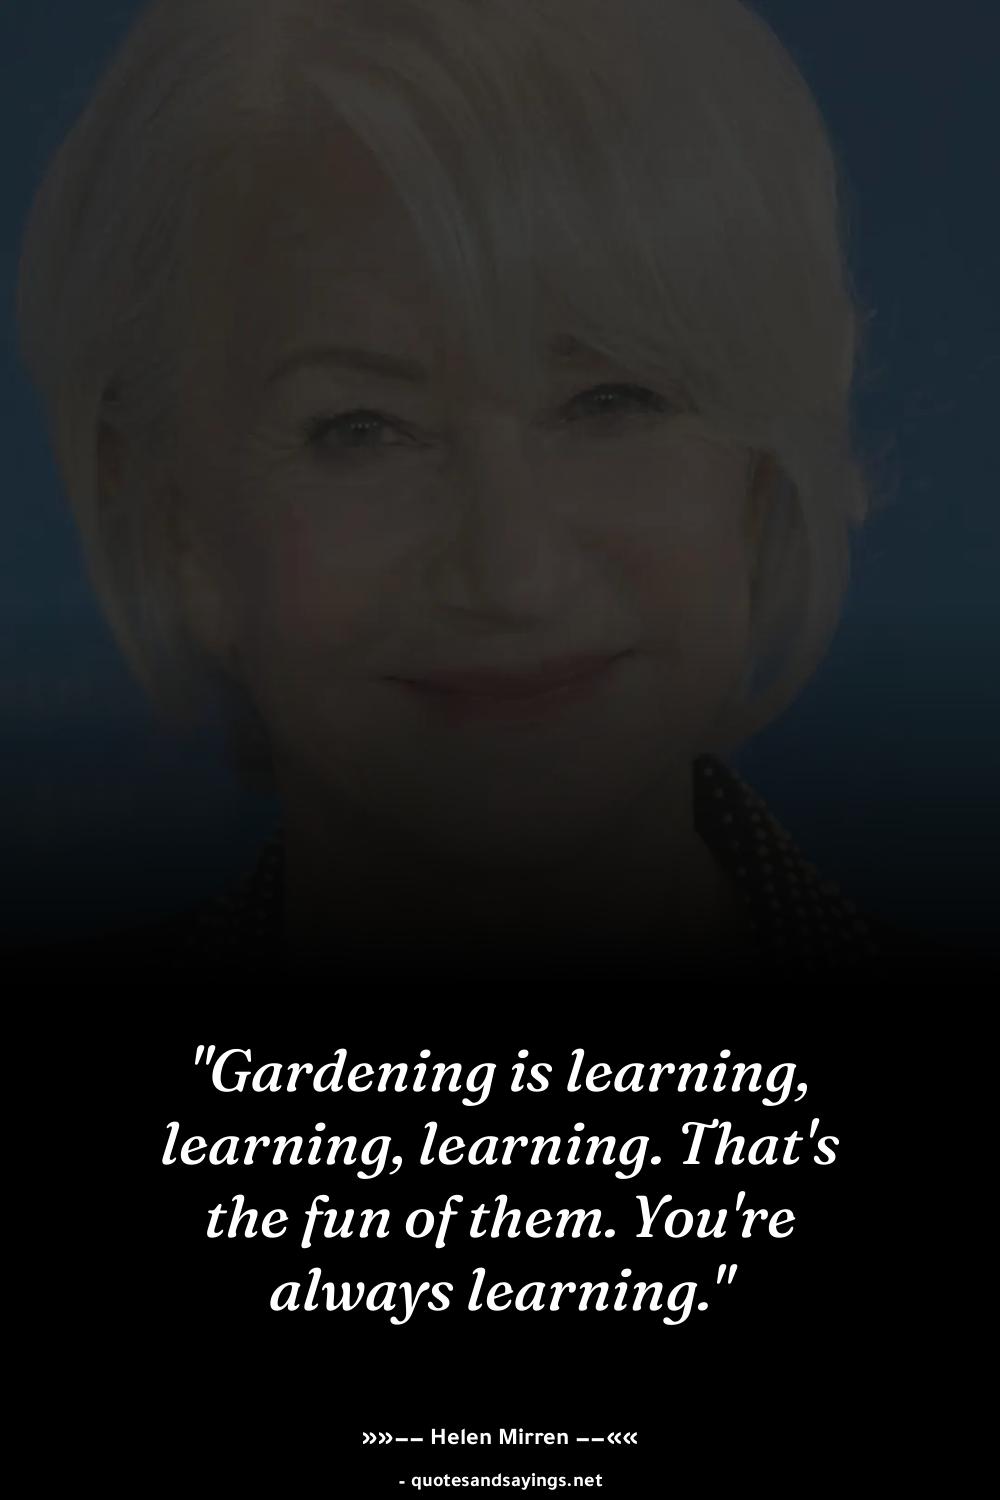 "Gardening is learning,
learning, learning. That's
the fun of them. You're
always learning."
»»−− Helen Mirren −−««
- quotesandsayings.net